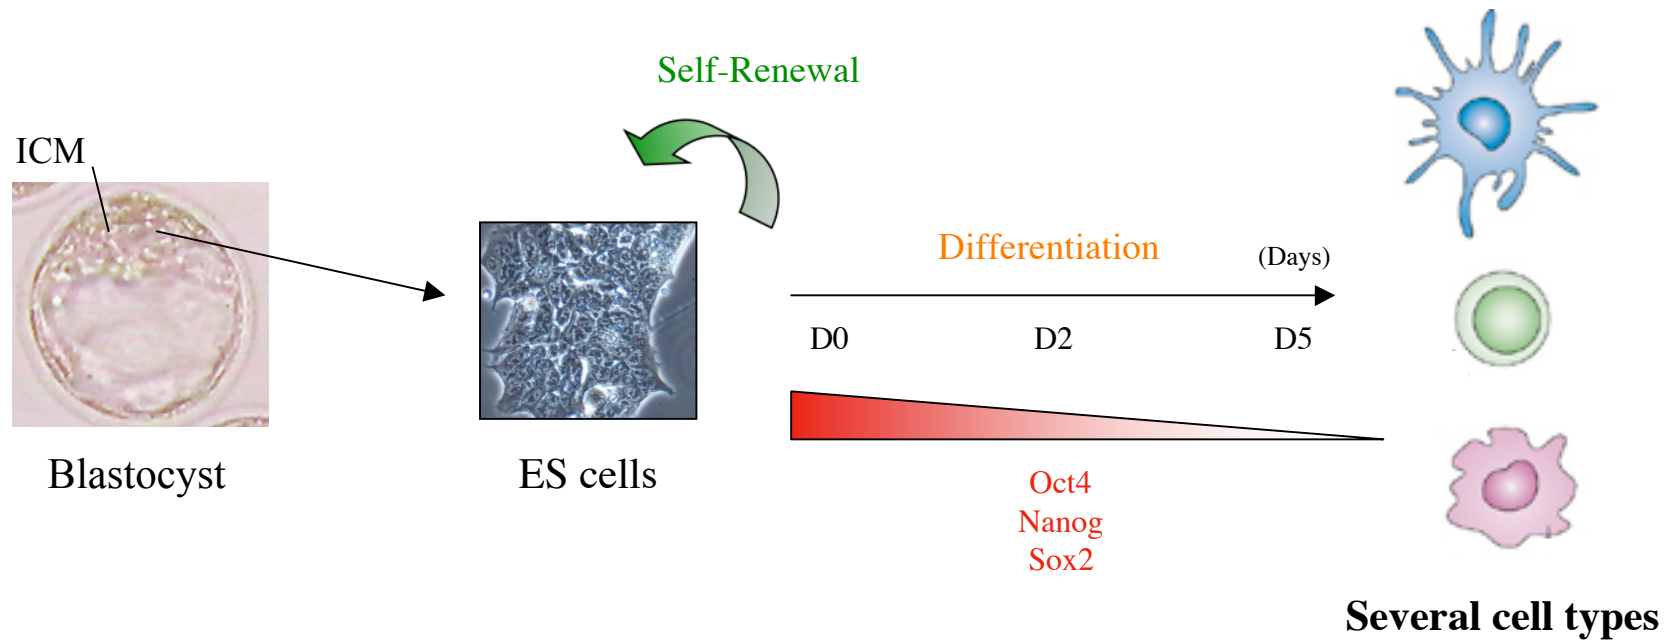 Self-Renewal
ICM
Differentiation
(Days)
D0
D2
D5
Blastocyst
ES cells
Oct4
Nanog
Sox2
Several cell types